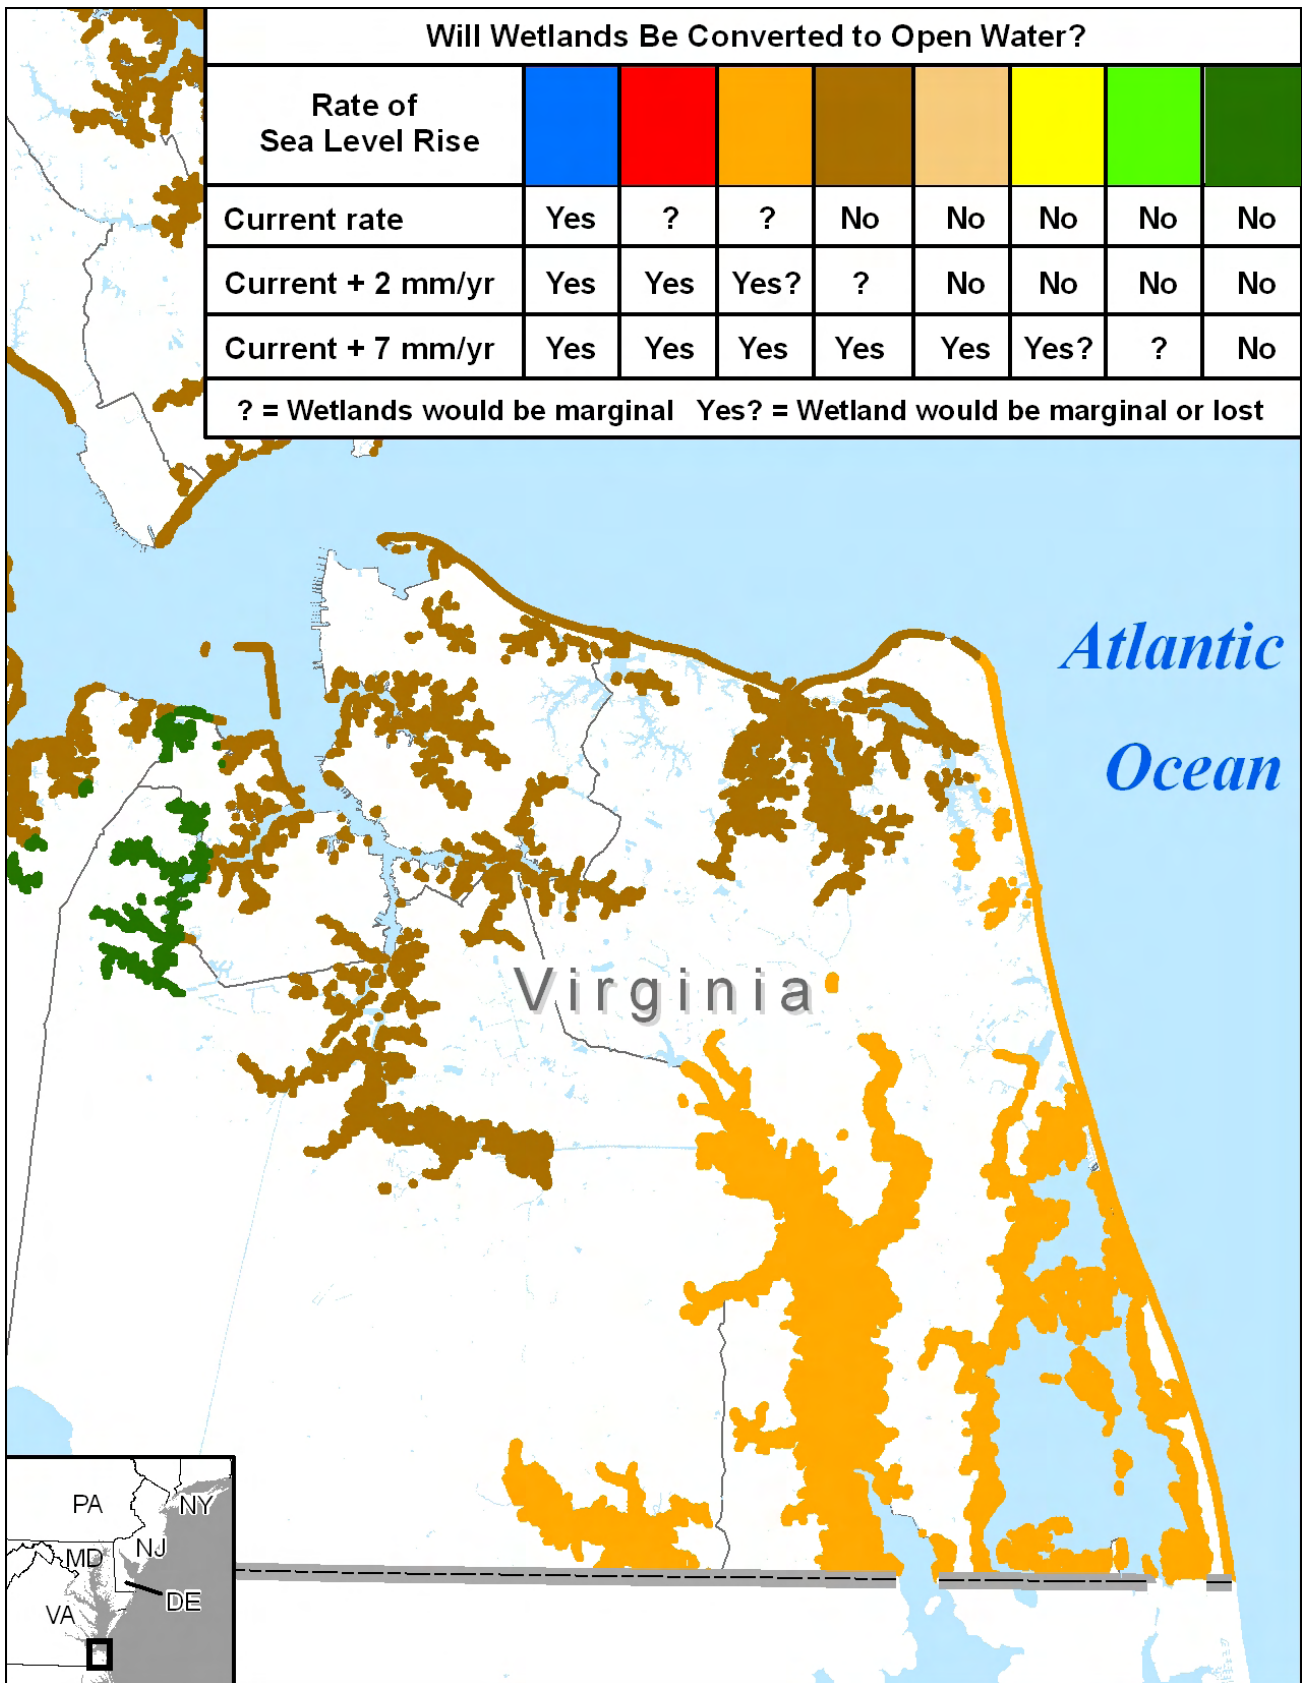 Will Wetlands Be Converted to Open Water?
Rate of
Sea Level Rise
Current rate Yes ? ? No No No No No
Current + 2 mm/yr Yes Yes Yes? ? No No No No
Current + 7 mm/yr Yes Yes Yes Yes Yes Yes? ? No
? = Wetlands would be marginal Yes? = Wetland would be marginal or lost
Atlantic
Ocean
Virginia
PA
NY
NJ
MD
DE
VA